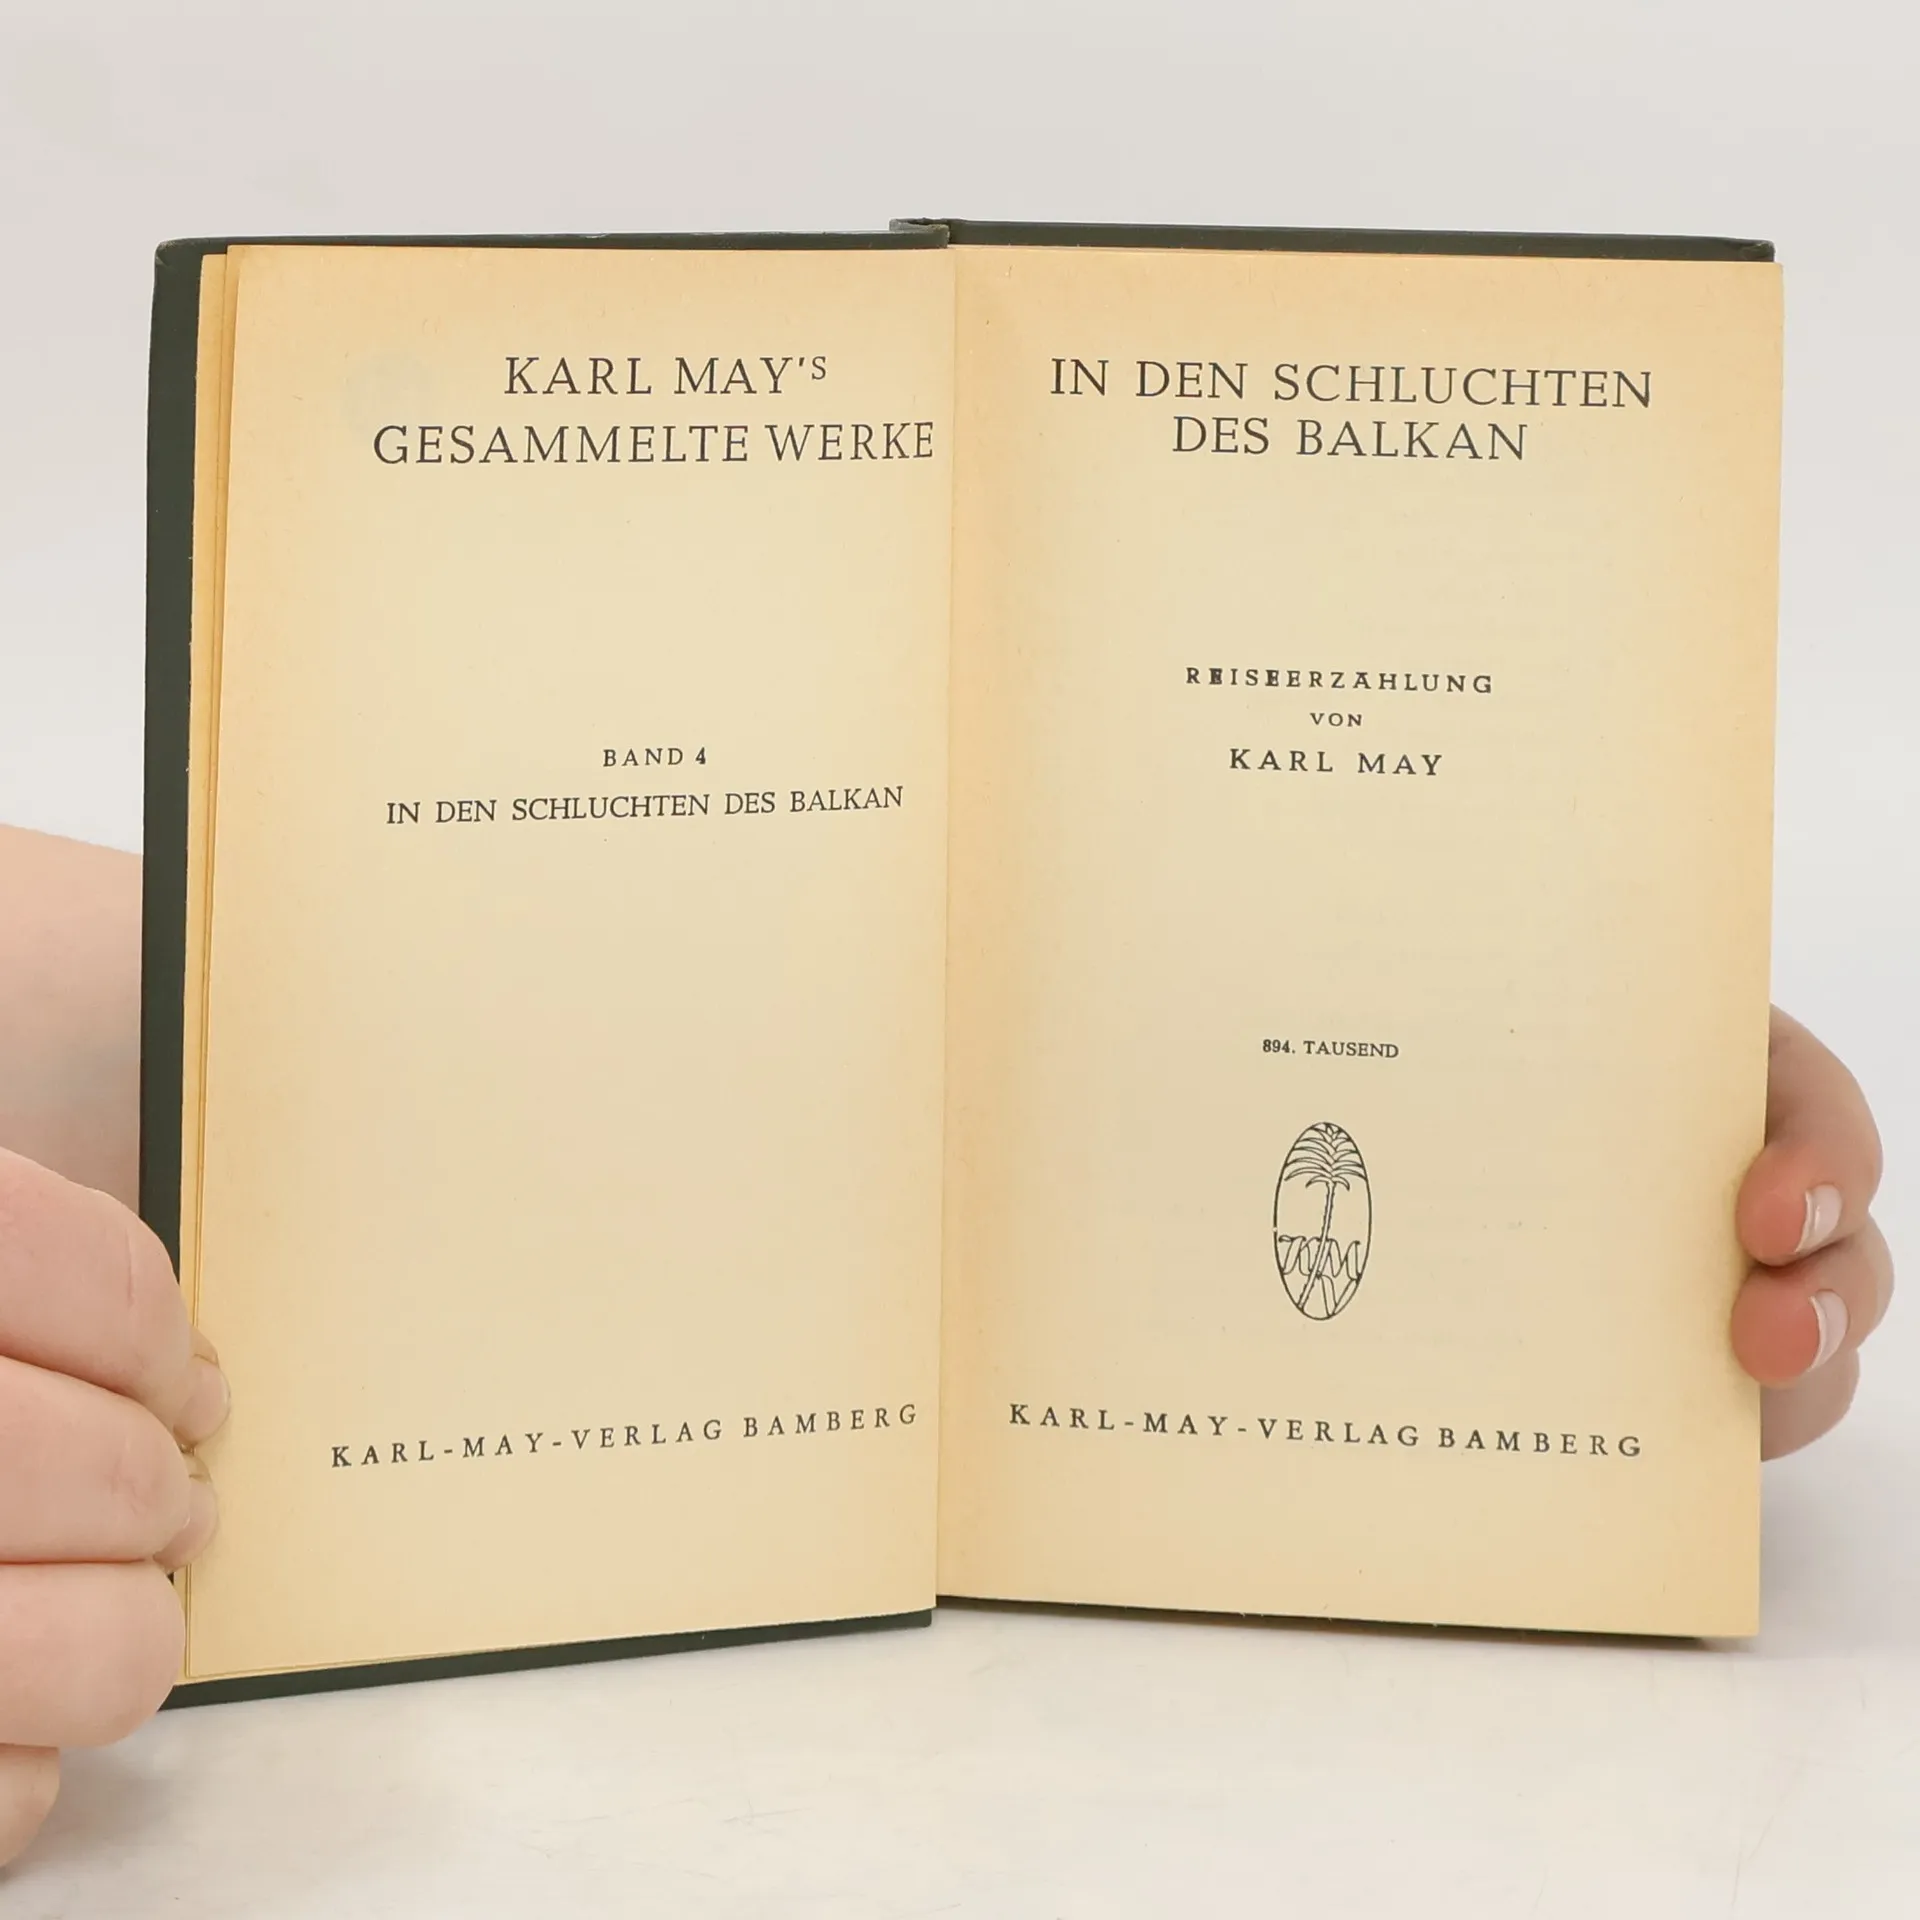 KARL MAY's
GESAMMELTE WERKE
BAND 4
IN DEN SCHLUCHTEN DES BALKAN
KARL-MAY-VERLAG BAMBERG
IN DEN SCHLUCHTEN
DES BALKAN
REISEERZÄHLUNG
VON
KARL MAY
894. TAUSEND
KMV
KARL-MAY-VERLAG BAMBERG